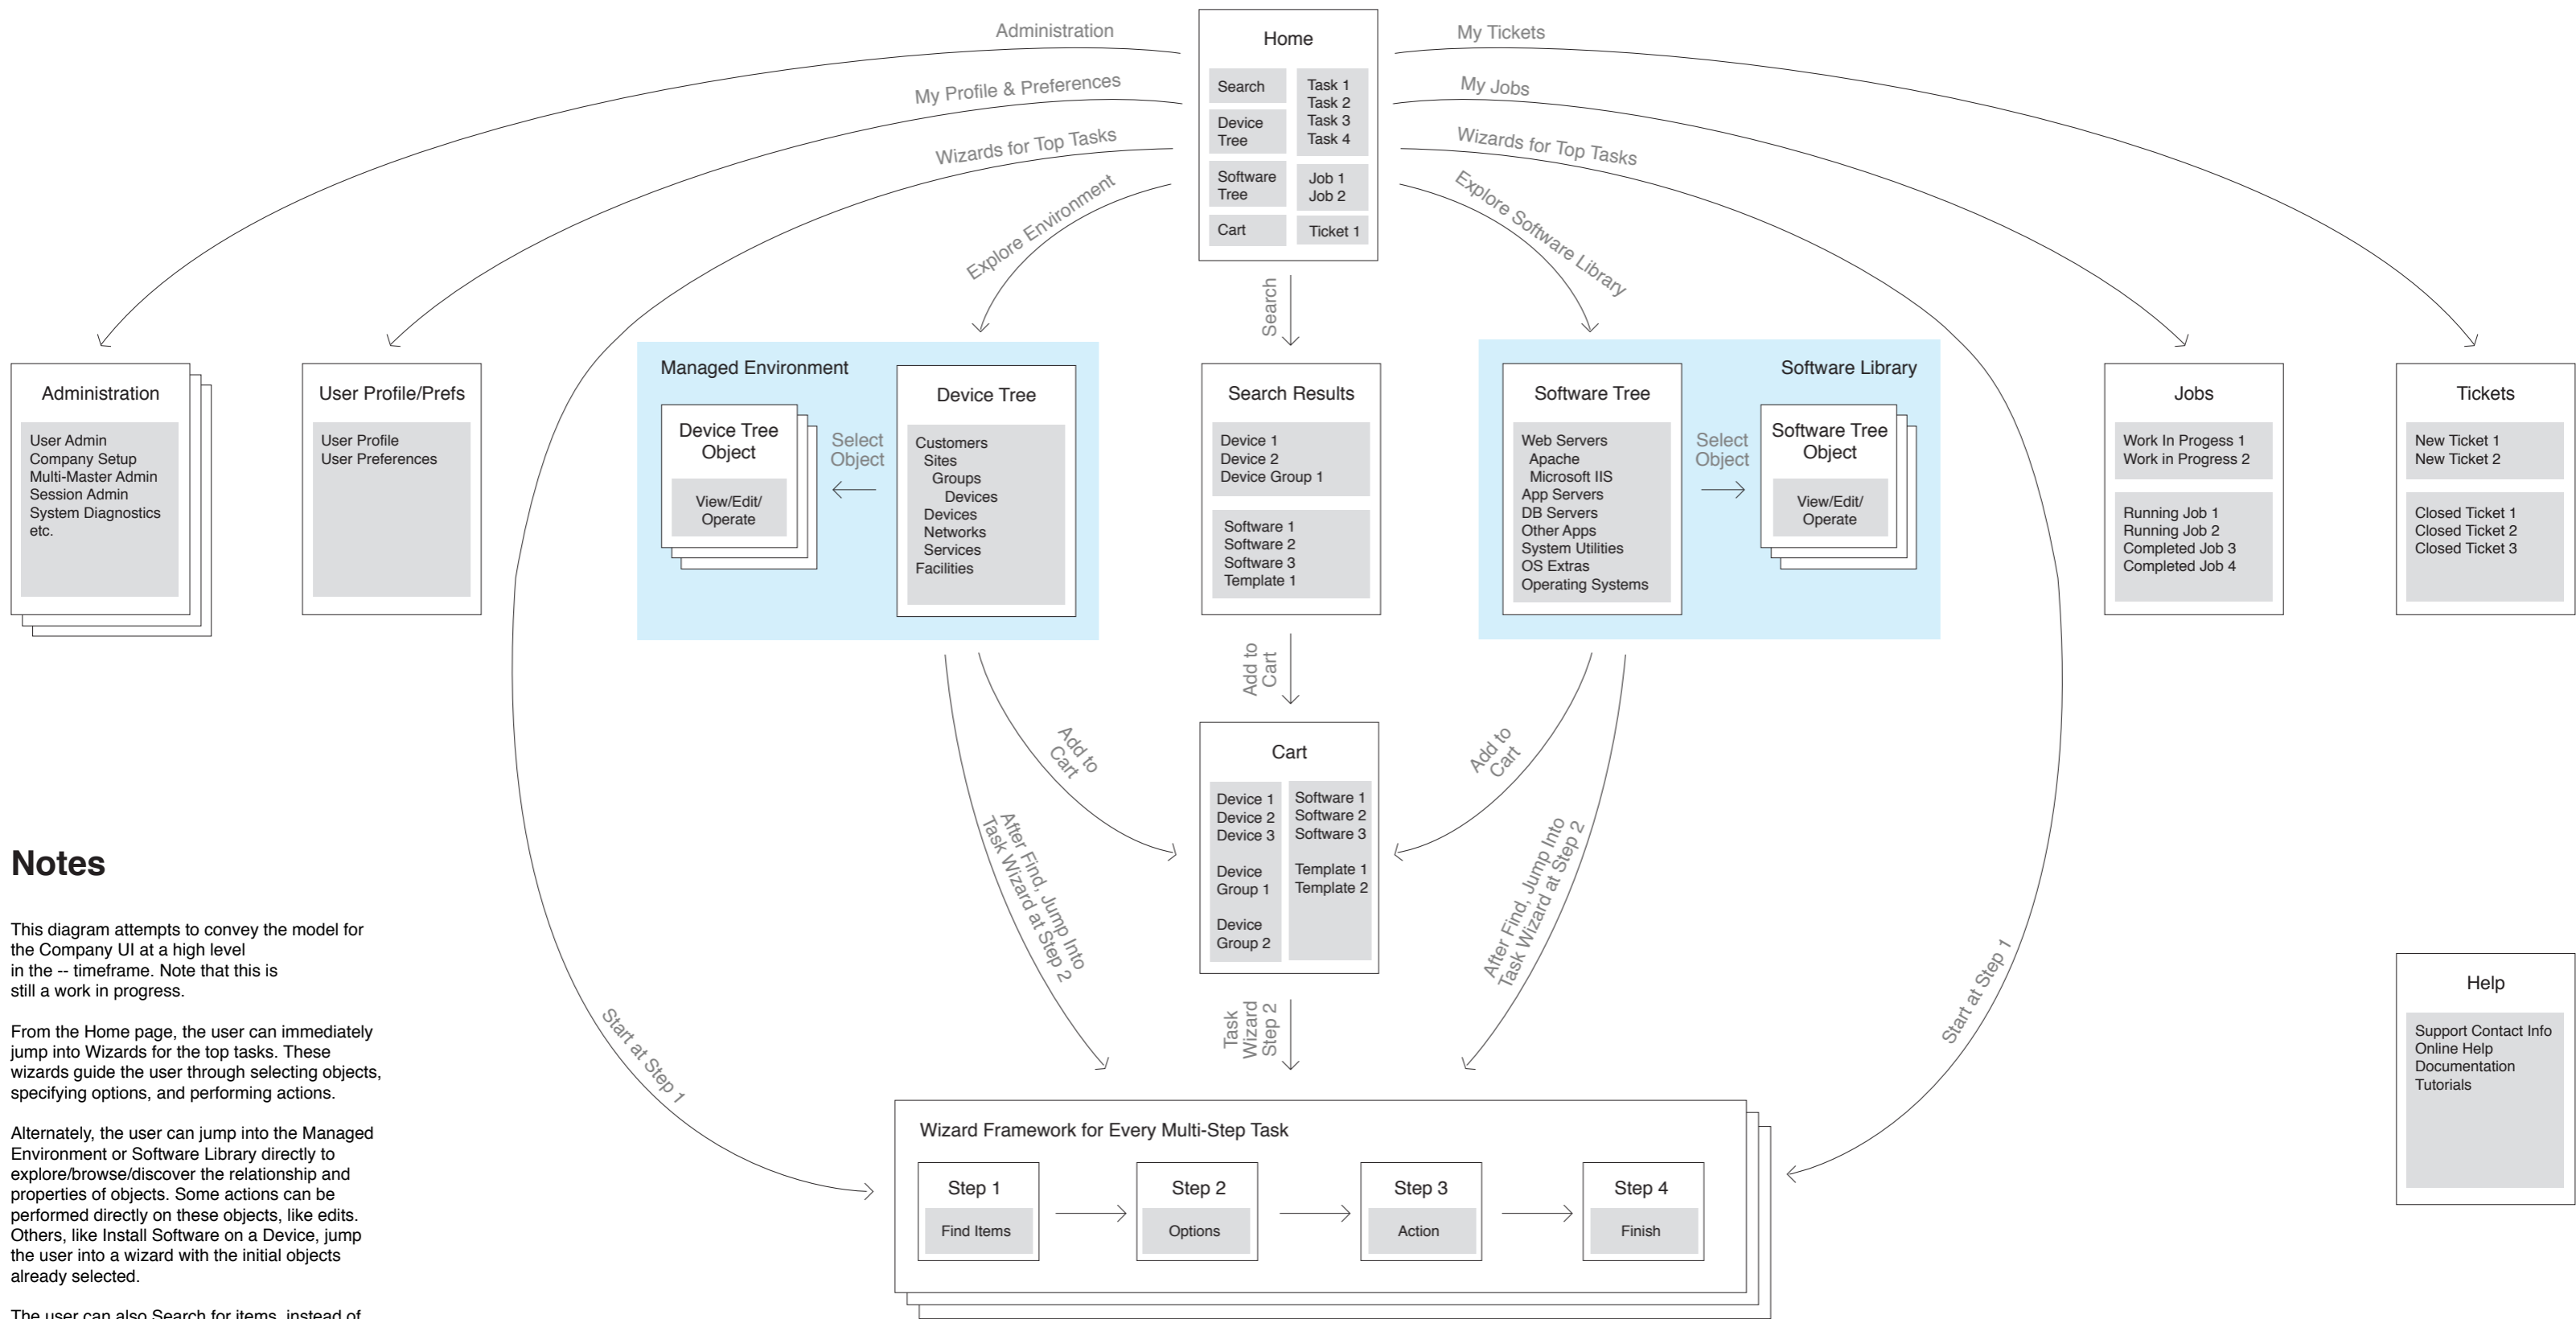 Administration
My Profile & Preferences
Wizards for Top Tasks
Explore Environment
Home
Search
Device
Tree
Software
Tree
Cart
Task 1
Task 2
Task 3
Task 4
Job 1
Job 2
Ticket 1
My Tickets
My Jobs
Wizards for Top Tasks
Explore Software Library
Search
Administration
User Admin
Company Setup
Multi-Master Admin
Session Admin
System Diagnostics
etc.
User Profile/Prefs
User Profile
User Preferences
Managed Environment
Device Tree
Object
View/Edit/
Operate
Select
Object
Device Tree
Customers
Sites
Groups
Devices
Devices
Networks
Services
Facilities
Search Results
Device 1
Device 2
Device Group 1
Software 1
Software 2
Software 3
Template 1
Software Library
Software Tree
Web Servers
Apache
Microsoft IIS
App Servers
DB Servers
Other Apps
System Utilities
OS Extras
Operating Systems
Select
Object
Software Tree
Object
View/Edit/
Operate
Jobs
Work In Progess 1
Work in Progress 2
Running Job 1
Running Job 2
Completed Job 3
Completed Job 4
Tickets
New Ticket 1
New Ticket 2
Closed Ticket 1
Closed Ticket 2
Closed Ticket 3
Add to
Cart
Add to
Cart
Add to
Cart
Cart
Device 1
Device 2
Device 3
Device
Group 1
Device
Group 2
Software 1
Software 2
Software 3
Template 1
Template 2
After Find, Jump Into
Task Wizard at Step 2
After Find, Jump Into
Task Wizard at Step 2
Task
Wizard
Step 2
Start at Step 1
Start at Step 1
Wizard Framework for Every Multi-Step Task
Step 1
Find Items
Step 2
Options
Step 3
Action
Step 4
Finish
Help
Support Contact Info
Online Help
Documentation
Tutorials
Notes
This diagram attempts to convey the model for
the Company UI at a high level
in the -- timeframe. Note that this is
still a work in progress.
From the Home page, the user can immediately
jump into Wizards for the top tasks. These
wizards guide the user through selecting objects,
specifying options, and performing actions.
Alternately, the user can jump into the Managed
Environment or Software Library directly to
explore/browse/discover the relationship and
properties of objects. Some actions can be
performed directly on these objects, like edits.
Others, like Install Software on a Device, jump
the user into a wizard with the initial objects
already selected.
The user can also Search for items, instead of